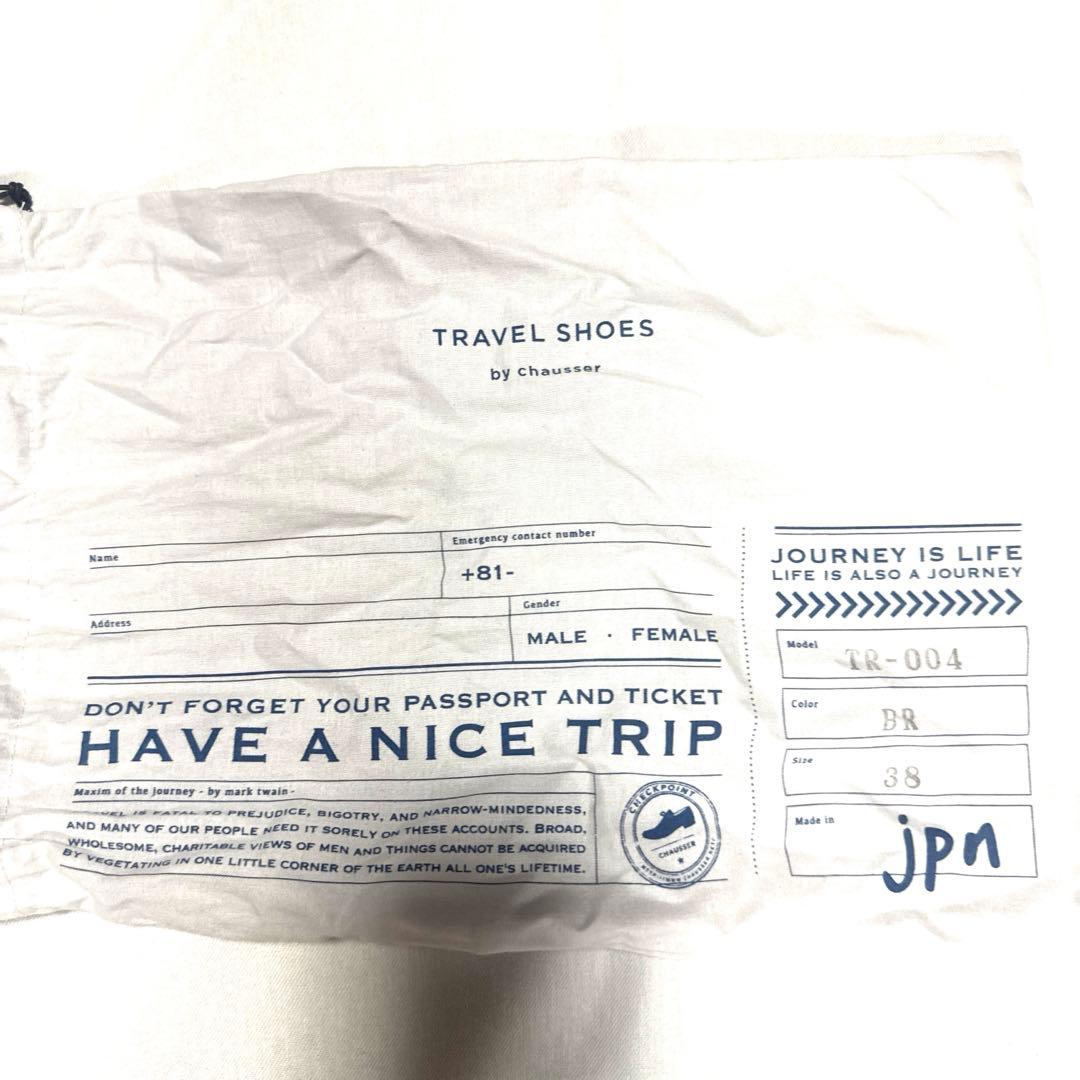 TRAVEL SHOES
by Chausser
Name
Emergency contact number
+81-
Address
Gender
MALE · FEMALE
DON'T FORGET YOUR PASSPORT AND TICKET
HAVE A NICE TRIP
Maxim of the journey - by mark twain -
IS FATAL TO PREJUDICE, BIGOTRY, AND NARROW-MINDEDNESS,
AND MANY OF OUR PEOPLE NEED IT SORELY ON THESE ACCOUNTS. BROAD,
WHOLESOME, CHARITABLE VIEWS OF MEN AND THINGS CANNOT BE ACQUIRED
BY VEGETATING IN ONE LITTLE CORNER OF THE EARTH ALL ONE'S LIFETIME.
CHECKPOINT
CHAUSSER
JOURNEY IS LIFE
LIFE IS ALSO A JOURNEY
Model
TR-004
Color
BR
Size
38
Made in
jpn